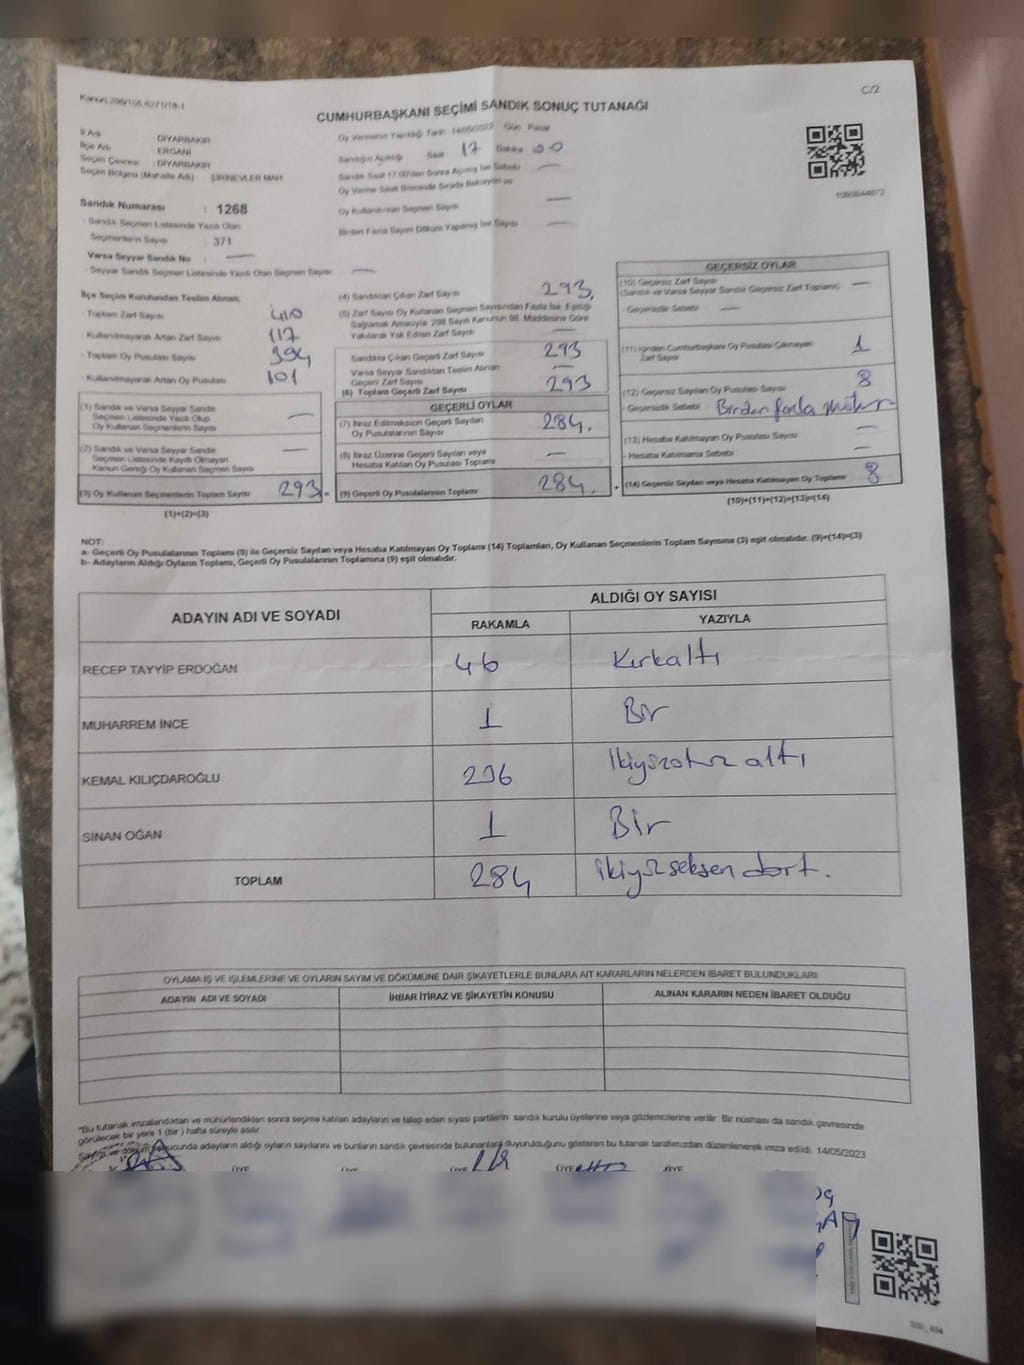 Kanun:298/105,6271/18-1
C/2
CUMHURBAŞKANI SEÇİMİ SANDIK SONUÇ TUTANAĞI
İl Adı DİYARBAKIR
İlçe Adı ERGANİ
Seçim Çevresi : DİYARBAKIR
Seçim Bölgesi (Mahalle Adı) ŞİRİNEVLER MAH.
Sandık Numarası : 1268
- Sandık Seçmen Listesinde Yazılı Olan
Seçmenlerin Sayısı : 371
Varsa Seyyar Sandık No : —
- Seyyar Sandık Listesinde Yazılı Olan Seçmen Sayısı —
Oy Vermenin Yapıldığı Tarih 14/05/2023 Gün Pazar
Sandığın Açıldığı Saat 17 Dakika 00
Sandık Saat 17:00'dan Sonra Açılmış İse Sebebi —
Oy Verme Saati Bitiminde Sırada Bekleyen ve
Oy Kullandırılan Seçmen Sayısı —
Birden Fazla Sayım Döküm Yapılmış İse Sayısı —
İlçe Seçim Kurulundan Teslim Alınan;
- Toplam Zarf Sayısı 410
- Kullanılmayarak Artan Zarf Sayısı 117
- Toplam Oy Pusulası Sayısı 394
- Kullanılmayarak Artan Oy Pusulası 101
(1) Sandık ve Varsa Seyyar Sandık
Seçmen Listesinde Yazılı Olup
Oy Kullanan Seçmenlerin Sayısı —
(2) Sandık ve Varsa Seyyar Sandık
Seçmen Listesinde Kayıtlı Olmayan
Kanun Gereği Oy Kullanan Seçmen Sayısı —
(3) Oy Kullanan Seçmenlerin Toplam Sayısı 293 =
(1)+(2)=(3)
(4) Sandıktan Çıkan Zarf Sayısı 293
(5) Zarf Sayısı Oy Kullanan Seçmen Sayısından Fazla İse, Eşitliği
Sağlamak Amacıyla; 298 Sayılı Kanunun 98. Maddesine Göre
Yakılarak Yok Edilen Zarf Sayısı —
Sandıkta Çıkan Geçerli Zarf Sayısı 293
Varsa Seyyar Sandıktan Teslim Alınan
Geçerli Zarf Sayısı —
(6) Toplam Geçerli Zarf Sayısı 293
GEÇERLİ OYLAR
(7) İtiraz Edilmeksizin Geçerli Sayılan
Oy Pusulalarının Sayısı 284.
(8) İtiraz Üzerine Geçerli Sayılan veya
Hesaba Katılan Oy Pusulası Toplamı —
(9) Geçerli Oy Pusulalarının Toplamı 284. +
GEÇERSİZ OYLAR
(10) Geçersiz Zarf Sayısı
(Sandık ve Varsa Seyyar Sandık Geçersiz Zarf Toplamı) —
- Geçersizlik Sebebi : —
(11) İçinden Cumhurbaşkanı Oy Pusulası Çıkmayan
Zarf Sayısı 1
(12) Geçersiz Sayılan Oy Pusulası Sayısı 8
- Geçersizlik Sebebi : Birden fazla mühür
(13) Hesaba Katılmayan Oy Pusulası Sayısı —
- Hesaba Katılmama Sebebi : —
(14) Geçersiz Sayılan veya Hesaba Katılmayan Oy Toplamı 8
(10)+(11)+(12)+(13)=(14)
NOT:
a- Geçerli Oy Pusulalarının Toplamı (9) ile Geçersiz Sayılan veya Hesaba Katılmayan Oy Toplamı (14) Toplamları, Oy Kullanan Seçmenlerin Toplam Sayısına (3) eşit olmalıdır. (9)+(14)=(3)
b- Adayların Aldığı Oyların Toplamı, Geçerli Oy Pusulalarının Toplamına (9) eşit olmalıdır.
ADAYIN ADI VE SOYADI
ALDIĞI OY SAYISI
RAKAMLA YAZIYLA
RECEP TAYYİP ERDOĞAN 46 Kırkaltı
MUHARREM İNCE 1 Bir
KEMAL KILIÇDAROĞLU 236 İkiyüzotuz altı
SİNAN OĞAN 1 Bir
TOPLAM 284 ikiyüzseksen dört.
OYLAMA İŞ VE İŞLEMLERİNE VE OYLARIN SAYIM VE DÖKÜMÜNE DAİR ŞİKAYETLERLE BUNLARA AİT KARARLARIN NELERDEN İBARET BULUNDUKLARI
ADAYIN ADI VE SOYADI İHBAR İTİRAZ VE ŞİKAYETİN KONUSU ALINAN KARARIN NEDEN İBARET OLDUĞU
*Bu tutanak imzalandıktan ve mühürlendikten sonra seçime katılan adayların ve talep eden siyasi partilerin sandık kurulu üyelerine veya gözlemcilerine verilir. Bir nüshası da sandık çevresinde
görülecek bir yere 1 (bir) hafta süreyle asılır.
Sayım ve döküm sonucunda adayların aldığı oyların sayılarını ve bunların sandık çevresinde bulunanlara duyurulduğunu gösteren bu tutanak tarafımızdan düzenlenerek imza edildi. 14/05/2023
ÜYE ÜYE ÜYE ÜYE ÜYE